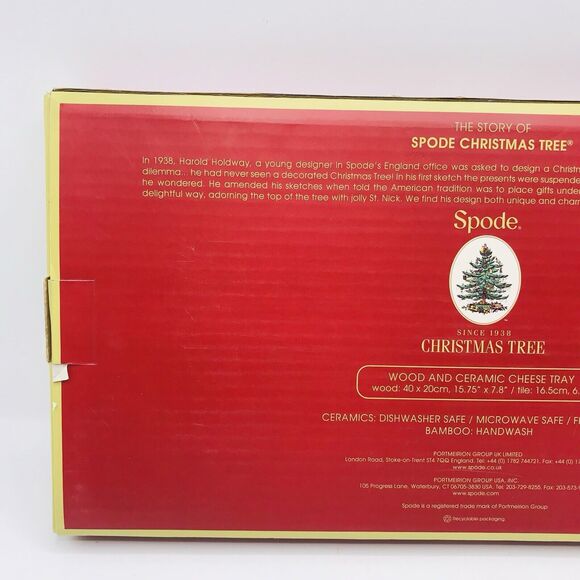 THE STORY OF
SPODE CHRISTMAS TREE®
In 1938, Harold Holdway, a young designer in Spode's England office was asked to design a Christm
dilemma... he had never seen a decorated Christmas Tree! In his first sketch the presents were suspende
he wondered. He amended his sketches when told the American tradition was to place gifts under
delightful way, adorning the top of the tree with jolly St. Nick. We find his design both unique and charm
Spode®
SINCE 1938
CHRISTMAS TREE
WOOD AND CERAMIC CHEESE TRAY
wood: 40 x 20cm, 15.75" x 7.8" / tile: 16.5cm, 6.
CERAMICS: DISHWASHER SAFE / MICROWAVE SAFE / F
BAMBOO: HANDWASH
PORTMEIRION GROUP UK LIMITED
London Road, Stoke-on-Trent ST4 7QQ England. Tel: +44 (0) 1782 744721. Fax: +44 (0) 1
www.spode.co.uk
PORTMEIRION GROUP USA, INC.
105 Progress Lane, Waterbury, CT 06705-3830 USA. Tel: 203-729-8255. Fax: 203-573-
www.spode.com
Spode is a registered trade mark of Portmeirion Group
Recyclable packaging.